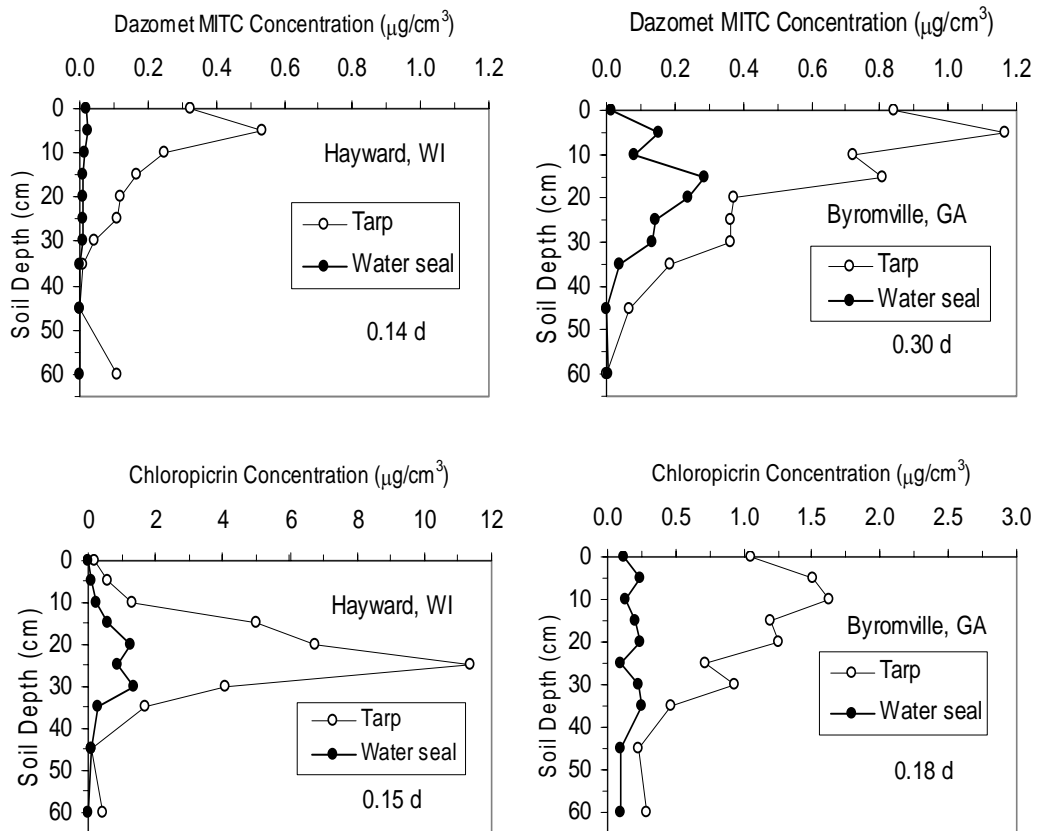 Dazomet MITC Concentration (μg/cm³)
0.0 0.2 0.4 0.6 0.8 1.0 1.2
0
10
20
30
40
50
60
Soil Depth (cm)
Hayward, WI
Tarp
Water seal
0.14 d
Dazomet MITC Concentration (μg/cm³)
0.0 0.2 0.4 0.6 0.8 1.0 1.2
0
10
20
30
40
50
60
Soil Depth (cm)
Byromville, GA
Tarp
Water seal
0.30 d
Chloropicrin Concentration (μg/cm³)
0 2 4 6 8 10 12
0
10
20
30
40
50
60
Soil Depth (cm)
Hayward, WI
Tarp
Water seal
0.15 d
Chloropicrin Concentration (μg/cm³)
0.0 0.5 1.0 1.5 2.0 2.5 3.0
0
10
20
30
40
50
60
Soil Depth (cm)
Byromville, GA
Tarp
Water seal
0.18 d